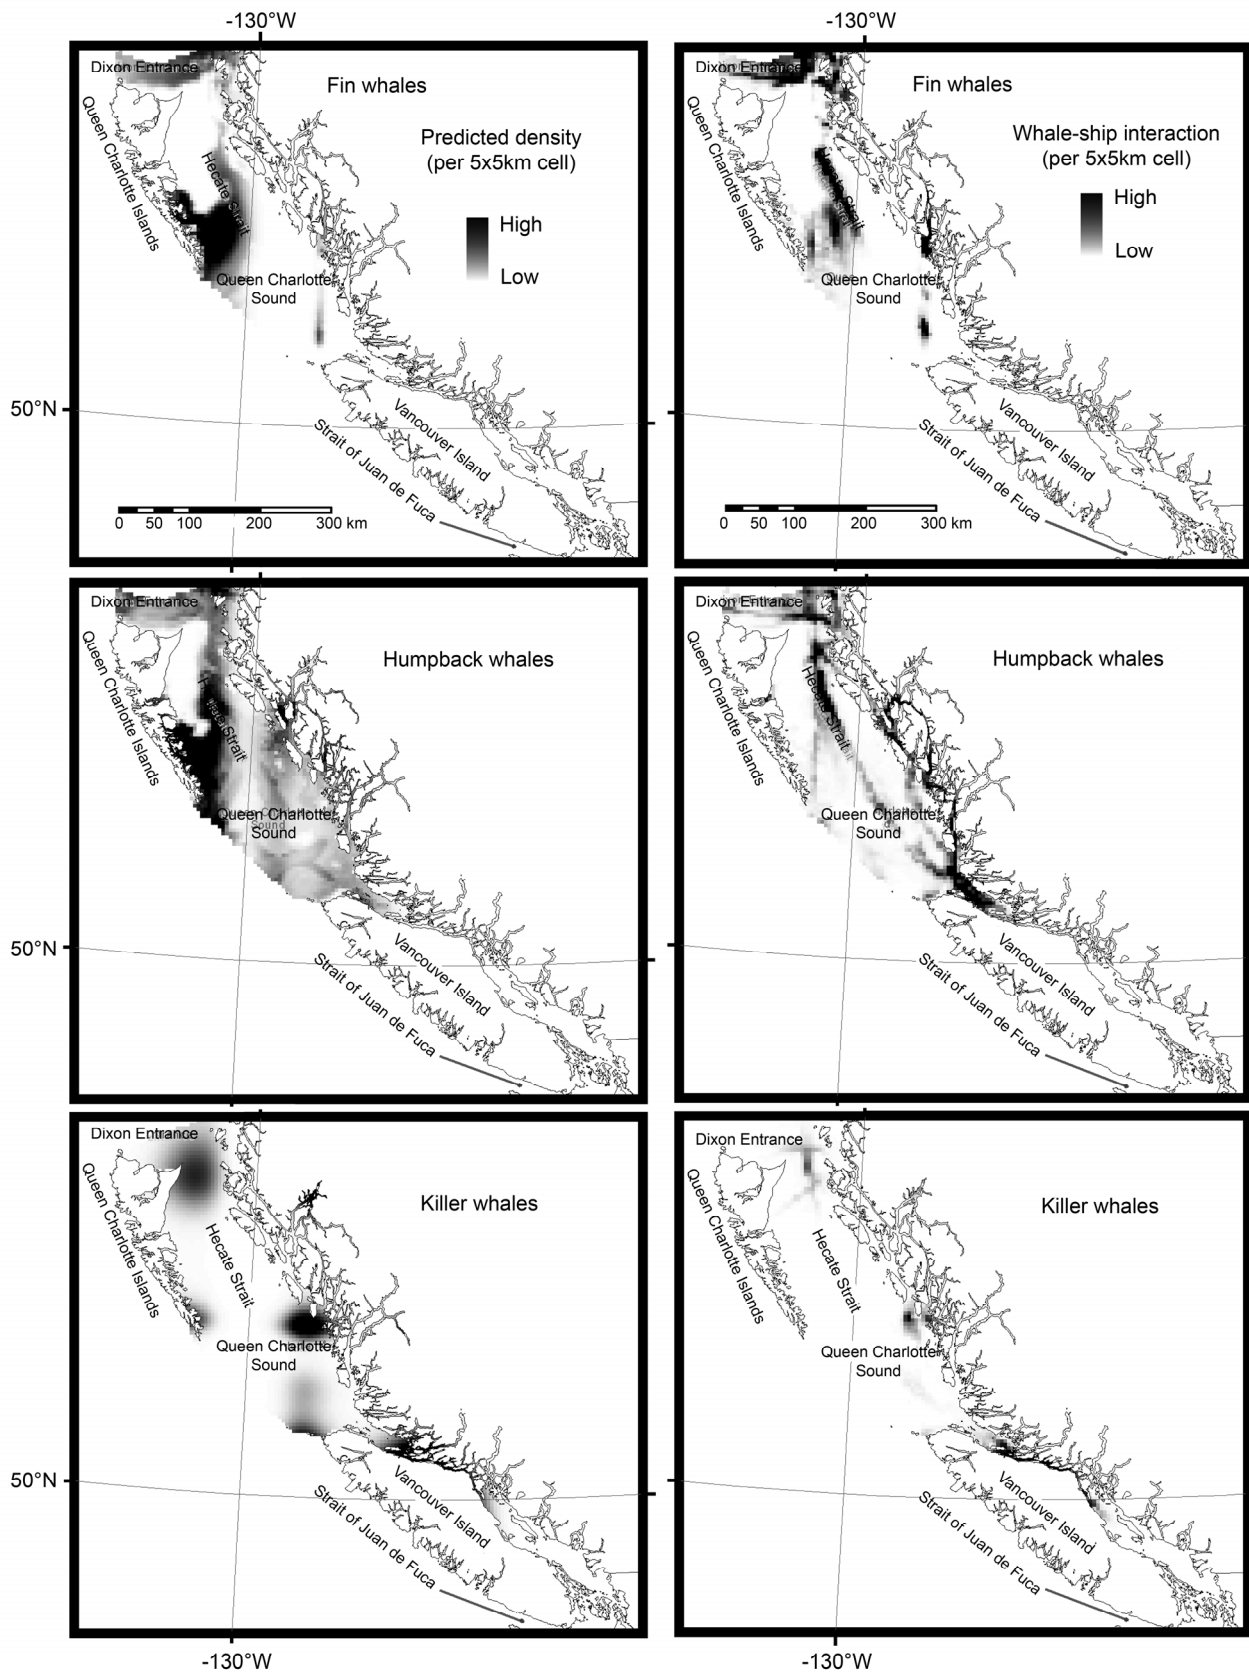 -130°W
-130°W
Dixon Entrance
Fin whales
Queen Charlotte Islands
Predicted density
(per 5x5km cell)
Hecate Strait
High
Low
Queen Charlotte
Sound
50°N
Vancouver Island
Strait of Juan de Fuca
0 50 100 200 300 km
Dixon Entrance
Fin whales
Queen Charlotte Islands
Whale-ship interaction
(per 5x5km cell)
Hecate Strait
High
Low
Queen Charlotte
Sound
Vancouver Island
Strait of Juan de Fuca
0 50 100 200 300 km
Dixon Entrance
Humpback whales
Queen Charlotte Islands
Hecate Strait
Queen Charlotte
Sound
50°N
Vancouver Island
Strait of Juan de Fuca
Dixon Entrance
Humpback whales
Queen Charlotte Islands
Hecate Strait
Queen Charlotte
Sound
Vancouver Island
Strait of Juan de Fuca
Dixon Entrance
Killer whales
Queen Charlotte Islands
Hecate Strait
Queen Charlotte
Sound
50°N
Vancouver Island
Strait of Juan de Fuca
Dixon Entrance
Killer whales
Queen Charlotte Islands
Hecate Strait
Queen Charlotte
Sound
Vancouver Island
Strait of Juan de Fuca
-130°W
-130°W